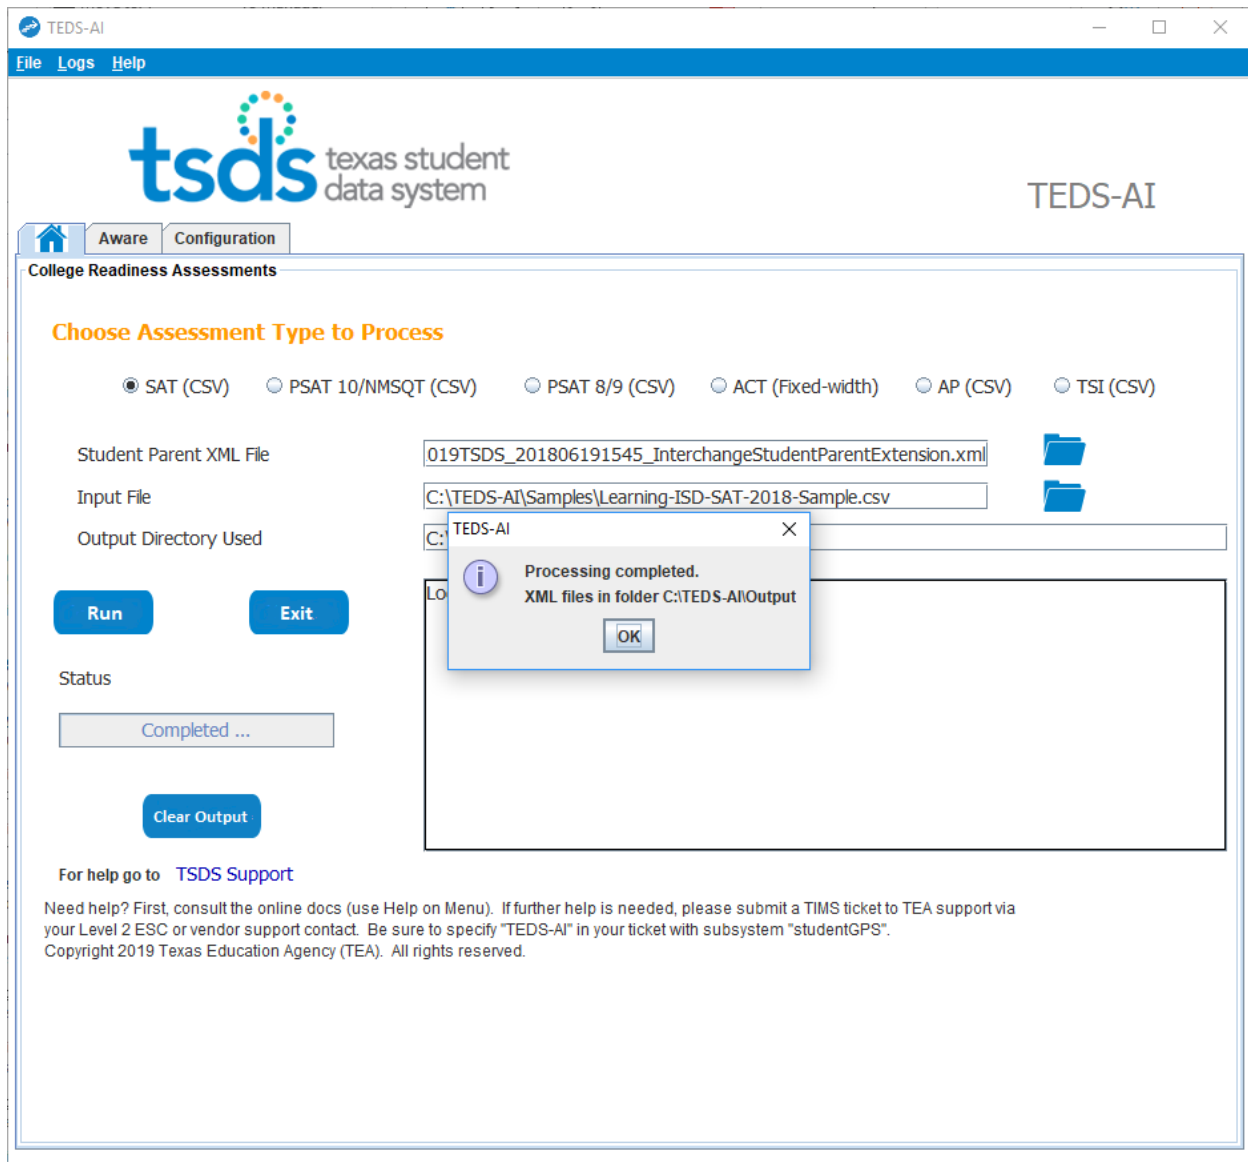 TEDS-AI
File Logs Help
tsds texas student
data system
TEDS-AI
Aware Configuration
College Readiness Assessments
Choose Assessment Type to Process
SAT (CSV) PSAT 10/NMSQT (CSV) PSAT 8/9 (CSV) ACT (Fixed-width) AP (CSV) TSI (CSV)
Student Parent XML File 019TSDS_201806191545_InterchangeStudentParentExtension.xml
Input File C:\TEDS-AI\Samples\Learning-ISD-SAT-2018-Sample.csv
Output Directory Used C:
TEDS-AI
Processing completed.
XML files in folder C:\TEDS-AI\Output
OK
Run Exit
Status
Completed ...
Clear Output
For help go to TSDS Support
Need help? First, consult the online docs (use Help on Menu). If further help is needed, please submit a TIMS ticket to TEA support via
your Level 2 ESC or vendor support contact. Be sure to specify "TEDS-AI" in your ticket with subsystem "studentGPS".
Copyright 2019 Texas Education Agency (TEA). All rights reserved.